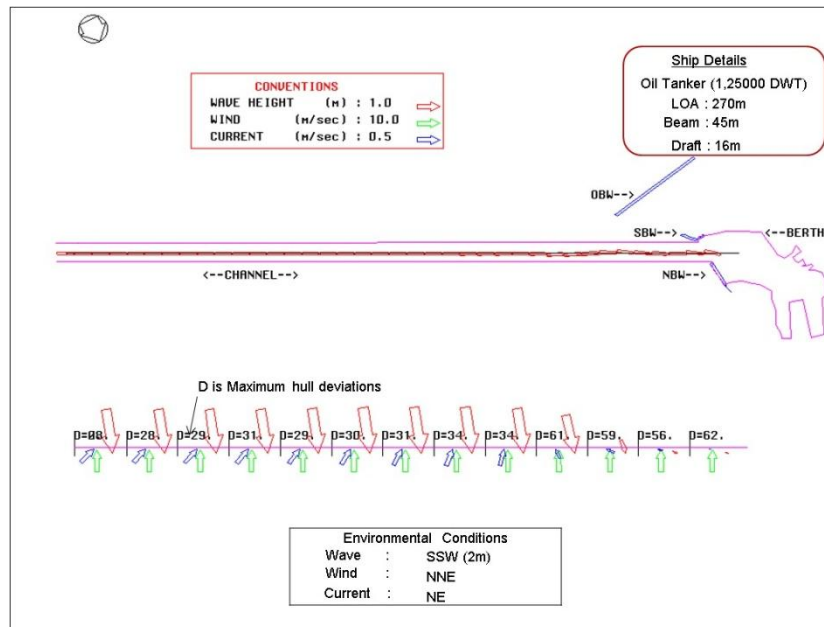 CONVENTIONS
WAVE HEIGHT (M) : 1.0
WIND (M/sec) : 10.0
CURRENT (M/sec) : 0.5
Ship Details
Oil Tanker (1,25000 DWT)
LOA : 270m
Beam : 45m
Draft : 16m
OBW-->
SBW-->
<--BERTH
<--CHANNEL-->
NBW-->
D is Maximum hull deviations
D=28. D=29. D=31. D=29. D=30. D=31. D=34. D=34. D=61. D=59. D=56. D=62.
Environmental Conditions
Wave : SSW (2m)
Wind : NNE
Current : NE